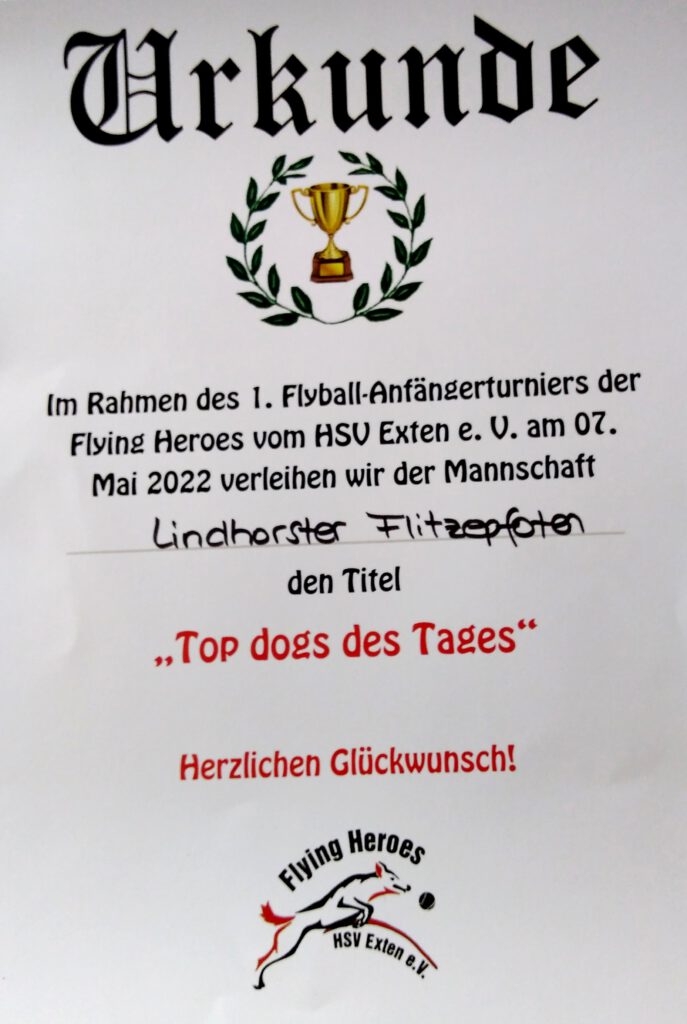 Urkunde
Im Rahmen des 1. Flyball-Anfängerturniers der
Flying Heroes vom HSV Exten e. V. am 07.
Mai 2022 verleihen wir der Mannschaft
Lindhorster Flitzepfoten
den Titel
„Top dogs des Tages“
Herzlichen Glückwunsch!
Flying Heroes
HSV Exten e.V.